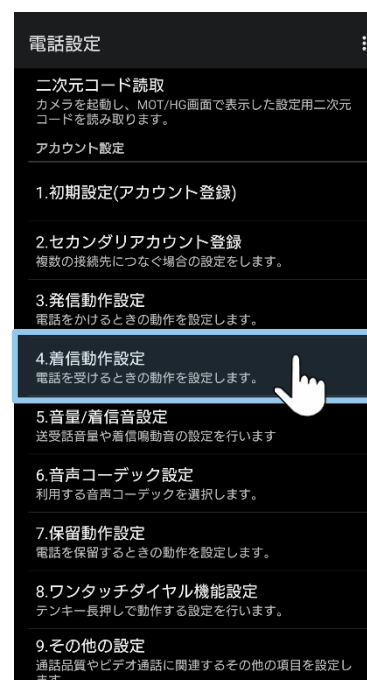 電話設定
二次元コード読取
カメラを起動し、MOT/HG画面で表示した設定用二次元
コードを読み取ります。
アカウント設定
1.初期設定(アカウント登録)
2.セカンダリアカウント登録
複数の接続先につなぐ場合の設定をします。
3.発信動作設定
電話をかけるときの動作を設定します。
4.着信動作設定
電話を受けるときの動作を設定します。
5.音量/着信音設定
送受話音量や着信鳴動音の設定を行います
6.音声コーデック設定
利用する音声コーデックを選択します。
7.保留動作設定
電話を保留するときの動作を設定します。
8.ワンタッチダイヤル機能設定
テンキー長押しで動作する設定を行います。
9.その他の設定
通話品質やビデオ通話に関連するその他の項目を設定し
ます